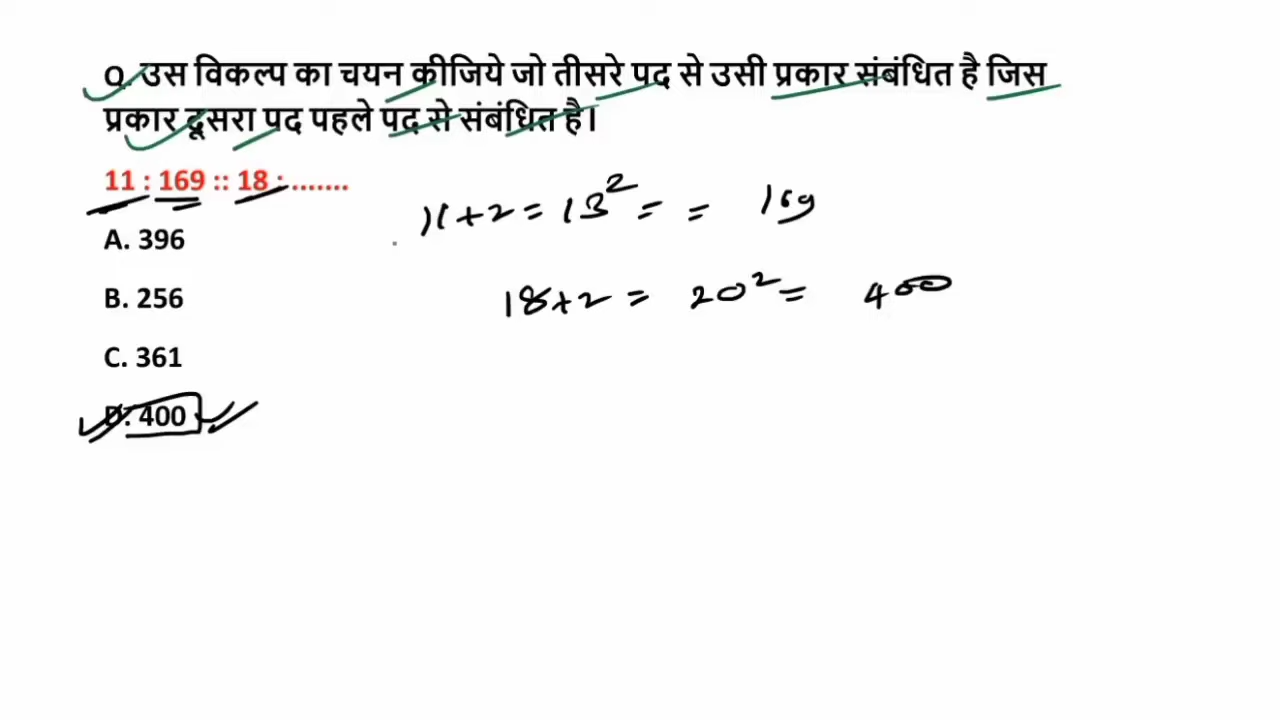 Q. उस विकल्प का चयन कीजिये जो तीसरे पद से उसी प्रकार संबंधित है जिस
प्रकार दूसरा पद पहले पद से संबंधित है।
11 : 169 :: 18 : .......
11+2 = 13² = = 169
A. 396
18+2 = 20² = 400
B. 256
C. 361
D. 400